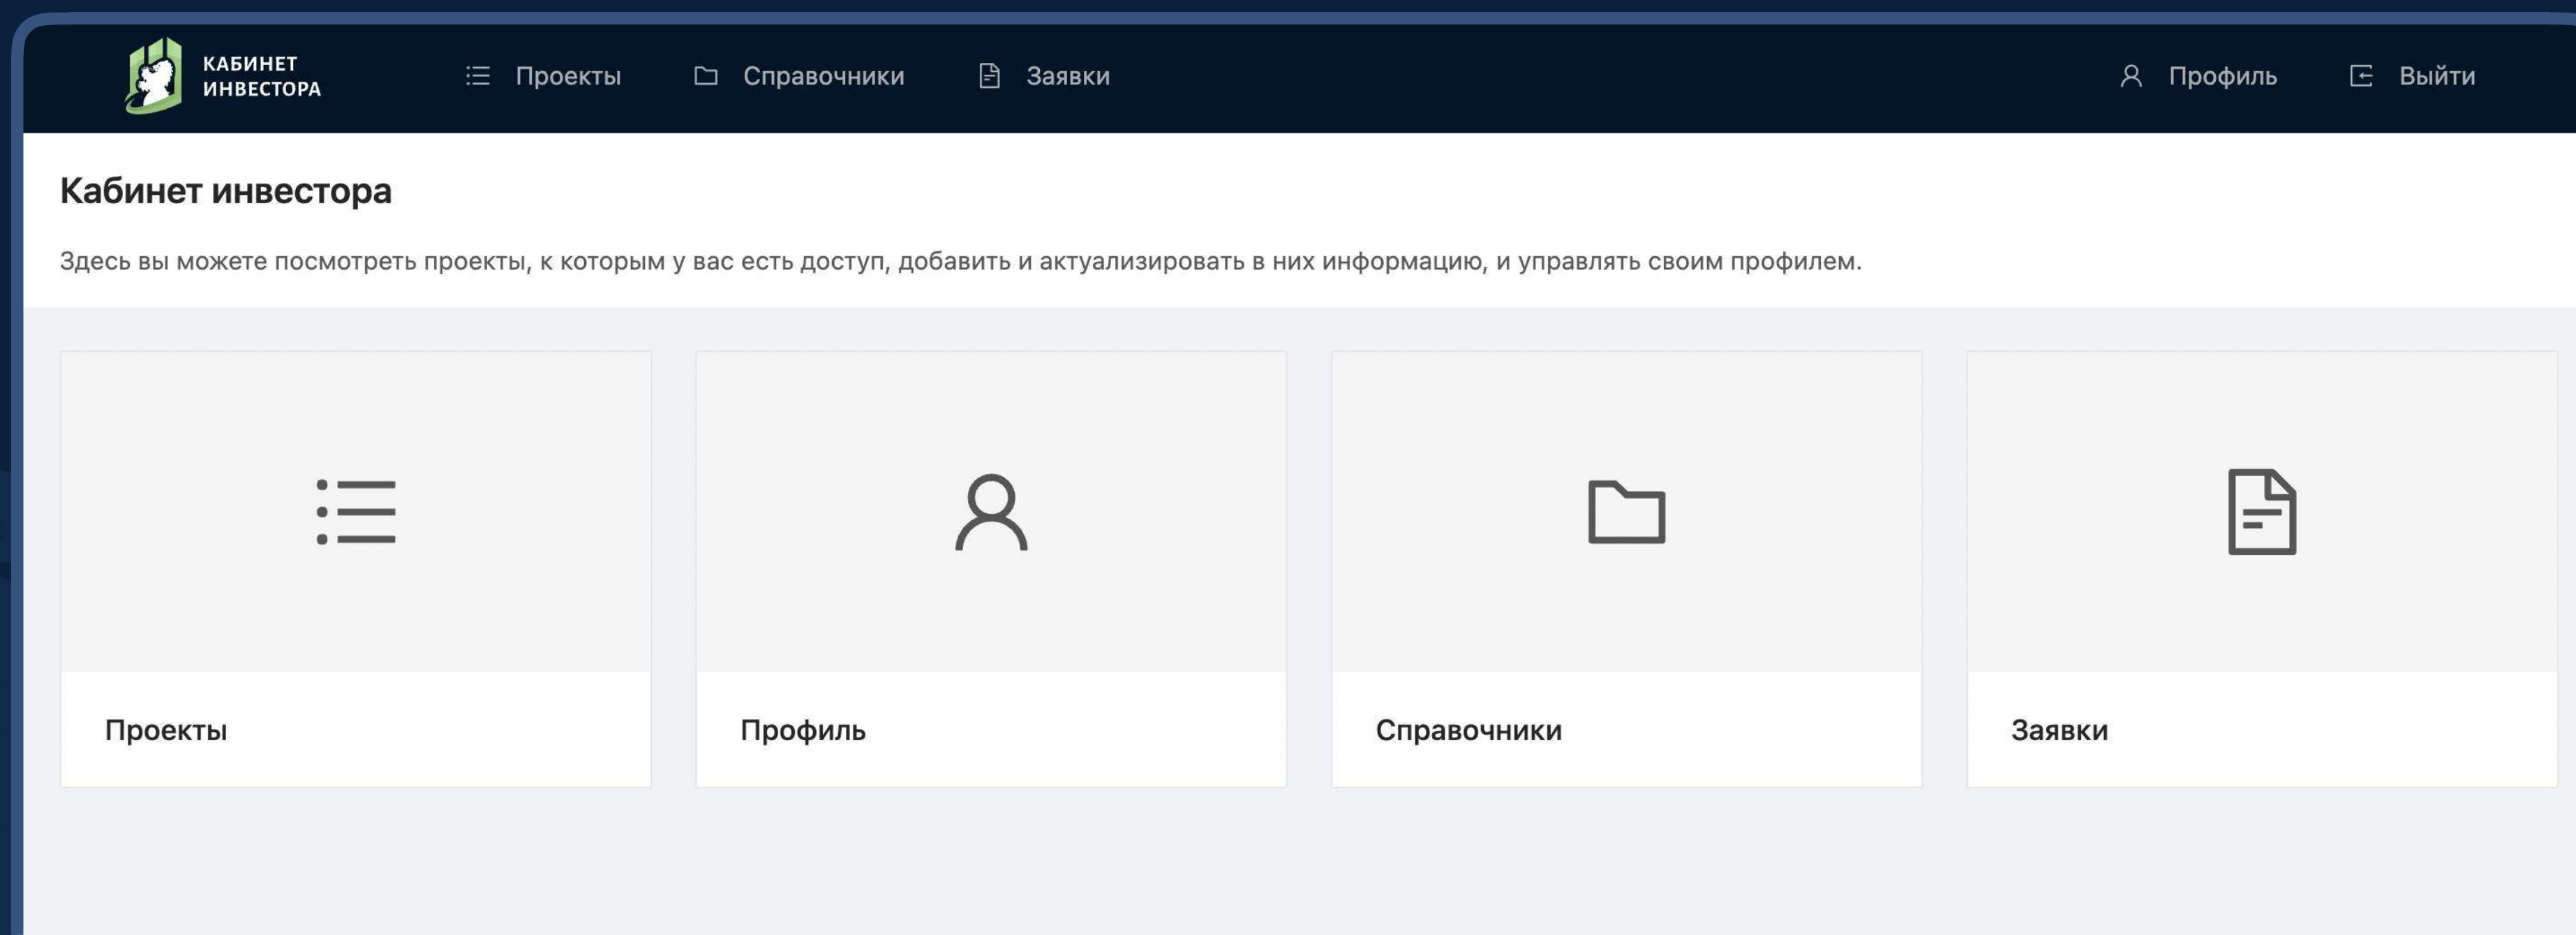 КАБИНЕТ
ИНВЕСТОРА
Проекты
Справочники
Заявки
Профиль
Выйти
Кабинет инвестора
Здесь вы можете посмотреть проекты, к которым у вас есть доступ, добавить и актуализировать в них информацию, и управлять своим профилем.
Проекты
Профиль
Справочники
Заявки